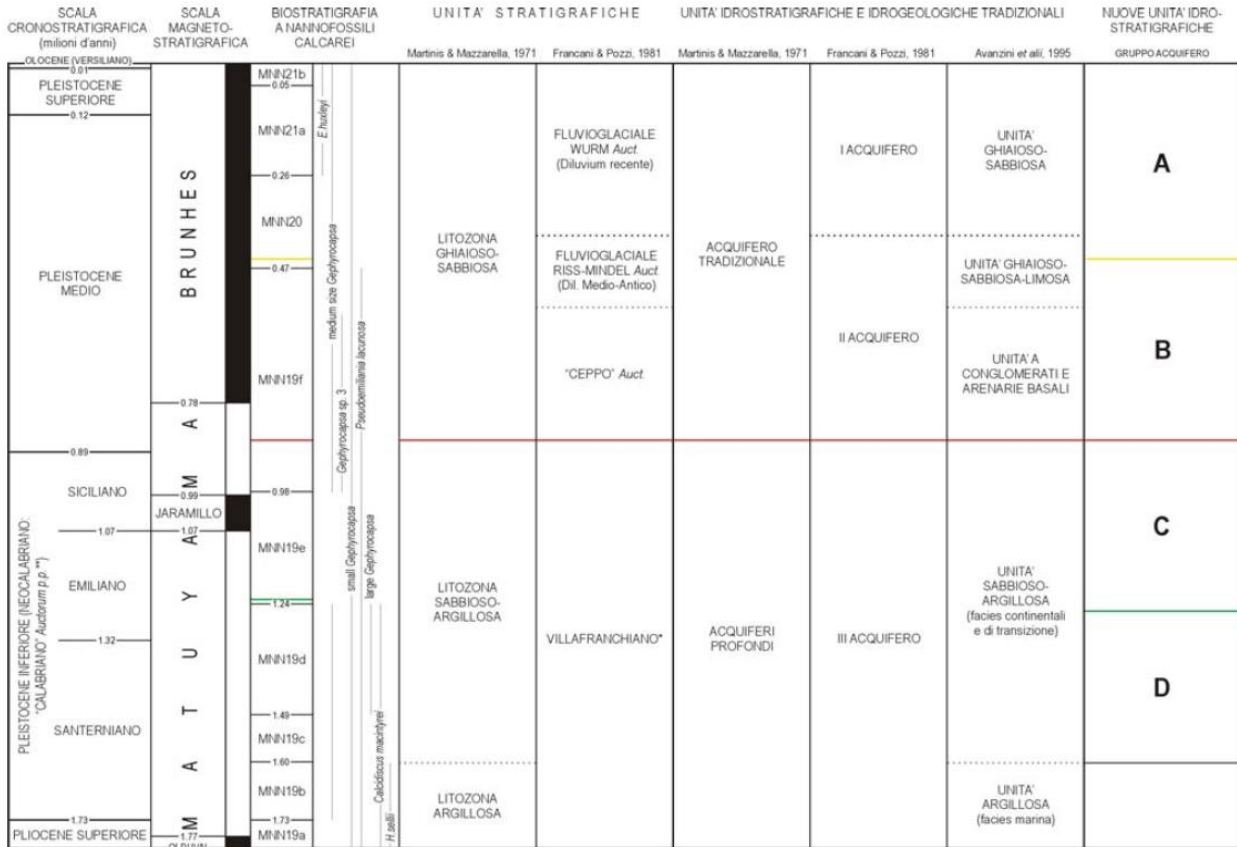 SCALA
CRONOSTRATIGRAFICA
(milioni d'anni)
SCALA
MAGNETO-
STRATIGRAFICA
BIOSTRATIGRAFIA
A NANNOFOSSILI
CALCAREI
UNITA' STRATIGRAFICHE
UNITA' IDROSTRATIGRAFICHE E IDROGEOLOGICHE TRADIZIONALI
NUOVE UNITA' IDRO-
STRATIGRAFICHE
Martinis & Mazzarella, 1971
Francani & Pozzi, 1981
Martinis & Mazzarella, 1971
Francani & Pozzi, 1981
Avanzini et alii, 1995
GRUPPO ACQUIFERO
OLOCENE (VERSILIANO)
0.01
PLEISTOCENE
SUPERIORE
0.12
PLEISTOCENE
MEDIO
0.89
PLEISTOCENE INFERIORE (NEOCALABRIANO:
"CALABRIANO" Auctorum p.p.**)
SICILIANO
1.07
EMILIANO
1.32
SANTERNIANO
1.73
PLIOCENE SUPERIORE
BRUNHES
0.78
MATUYAMA
0.99
JARAMILLO
1.07
1.77
MNN21b
0.05
MNN21a
0.26
MNN20
0.47
MNN19f
0.98
MNN19e
1.24
MNN19d
1.49
MNN19c
1.60
MNN19b
1.73
MNN19a
E.huxleyi
medium size Gephyrocapsa
Gephyrocapsa sp. 3
small Gephyrocapsa
Pseudoemiliania lacunosa
large Gephyrocapsa
Calcidiscus macintyrei
H.sellii
LITOZONA
GHIAIOSO-
SABBIOSA
LITOZONA
SABBIOSO-
ARGILLOSA
LITOZONA
ARGILLOSA
FLUVIOGLACIALE
WURM Auct.
(Diluvium recente)
FLUVIOGLACIALE
RISS-MINDEL Auct.
(Dil. Medio-Antico)
"CEPPO" Auct.
VILLAFRANCHIANO*
ACQUIFERO
TRADIZIONALE
ACQUIFERI
PROFONDI
I ACQUIFERO
II ACQUIFERO
III ACQUIFERO
UNITA'
GHIAIOSO-
SABBIOSA
UNITA' GHIAIOSO-
SABBIOSA-LIMOSA
UNITA' A
CONGLOMERATI E
ARENARIE BASALI
UNITA'
SABBIOSO-
ARGILLOSA
(facies continentali
e di transizione)
UNITA'
ARGILLOSA
(facies marina)
A
B
C
D